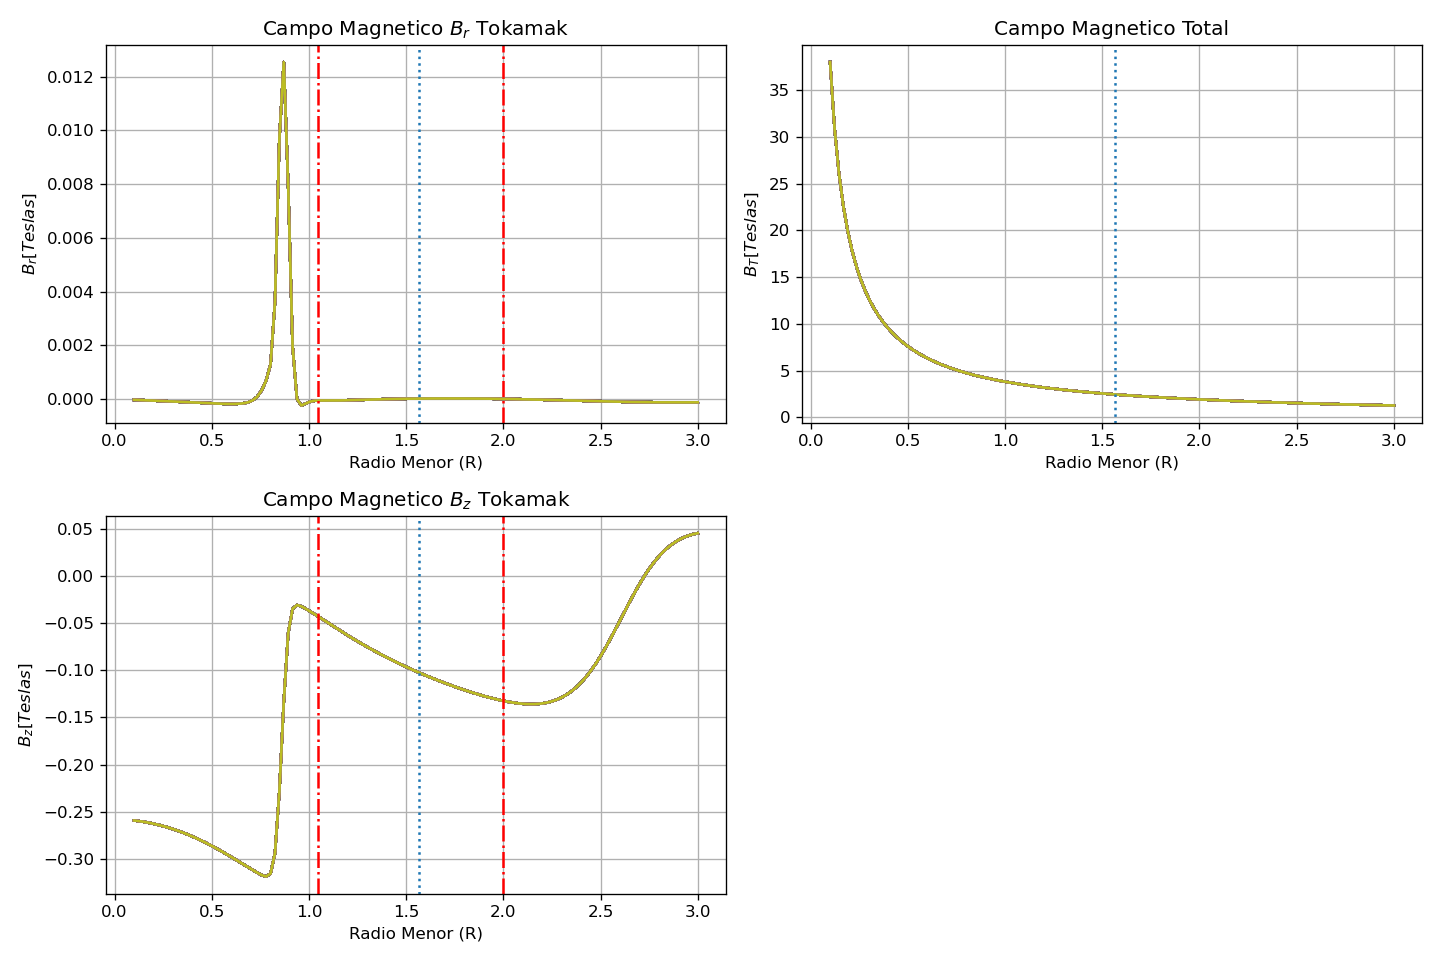 Campo Magnetico B_r Tokamak
0.012
0.010
0.008
0.006
0.004
0.002
0.000
B_r[Teslas]
0.0 0.5 1.0 1.5 2.0 2.5 3.0
Radio Menor (R)
Campo Magnetico Total
35
30
25
20
15
10
5
0
B_T[Teslas]
0.0 0.5 1.0 1.5 2.0 2.5 3.0
Radio Menor (R)
Campo Magnetico B_z Tokamak
0.05
0.00
−0.05
−0.10
−0.15
−0.20
−0.25
−0.30
B_z[Teslas]
0.0 0.5 1.0 1.5 2.0 2.5 3.0
Radio Menor (R)